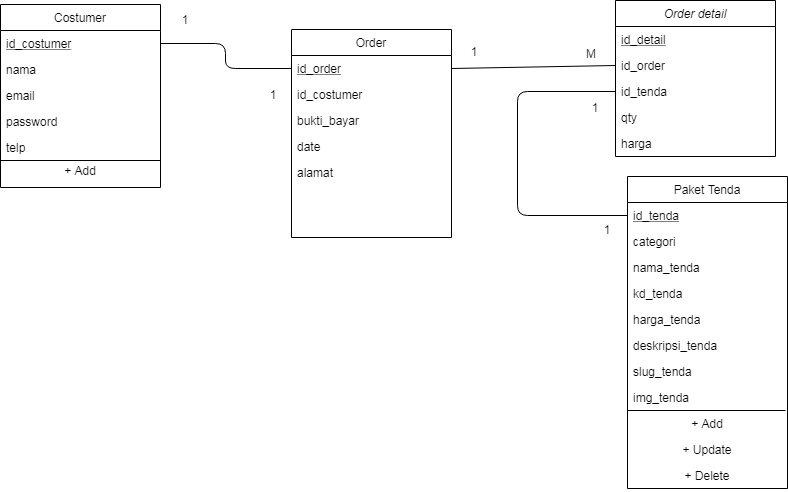 Costumer
id_costumer
nama
email
password
telp
+ Add
1
1
Order
id_order
id_costumer
bukti_bayar
date
alamat
1
M
Order detail
id_detail
id_order
id_tenda
qty
harga
1
1
Paket Tenda
id_tenda
categori
nama_tenda
kd_tenda
harga_tenda
deskripsi_tenda
slug_tenda
img_tenda
+ Add
+ Update
+ Delete